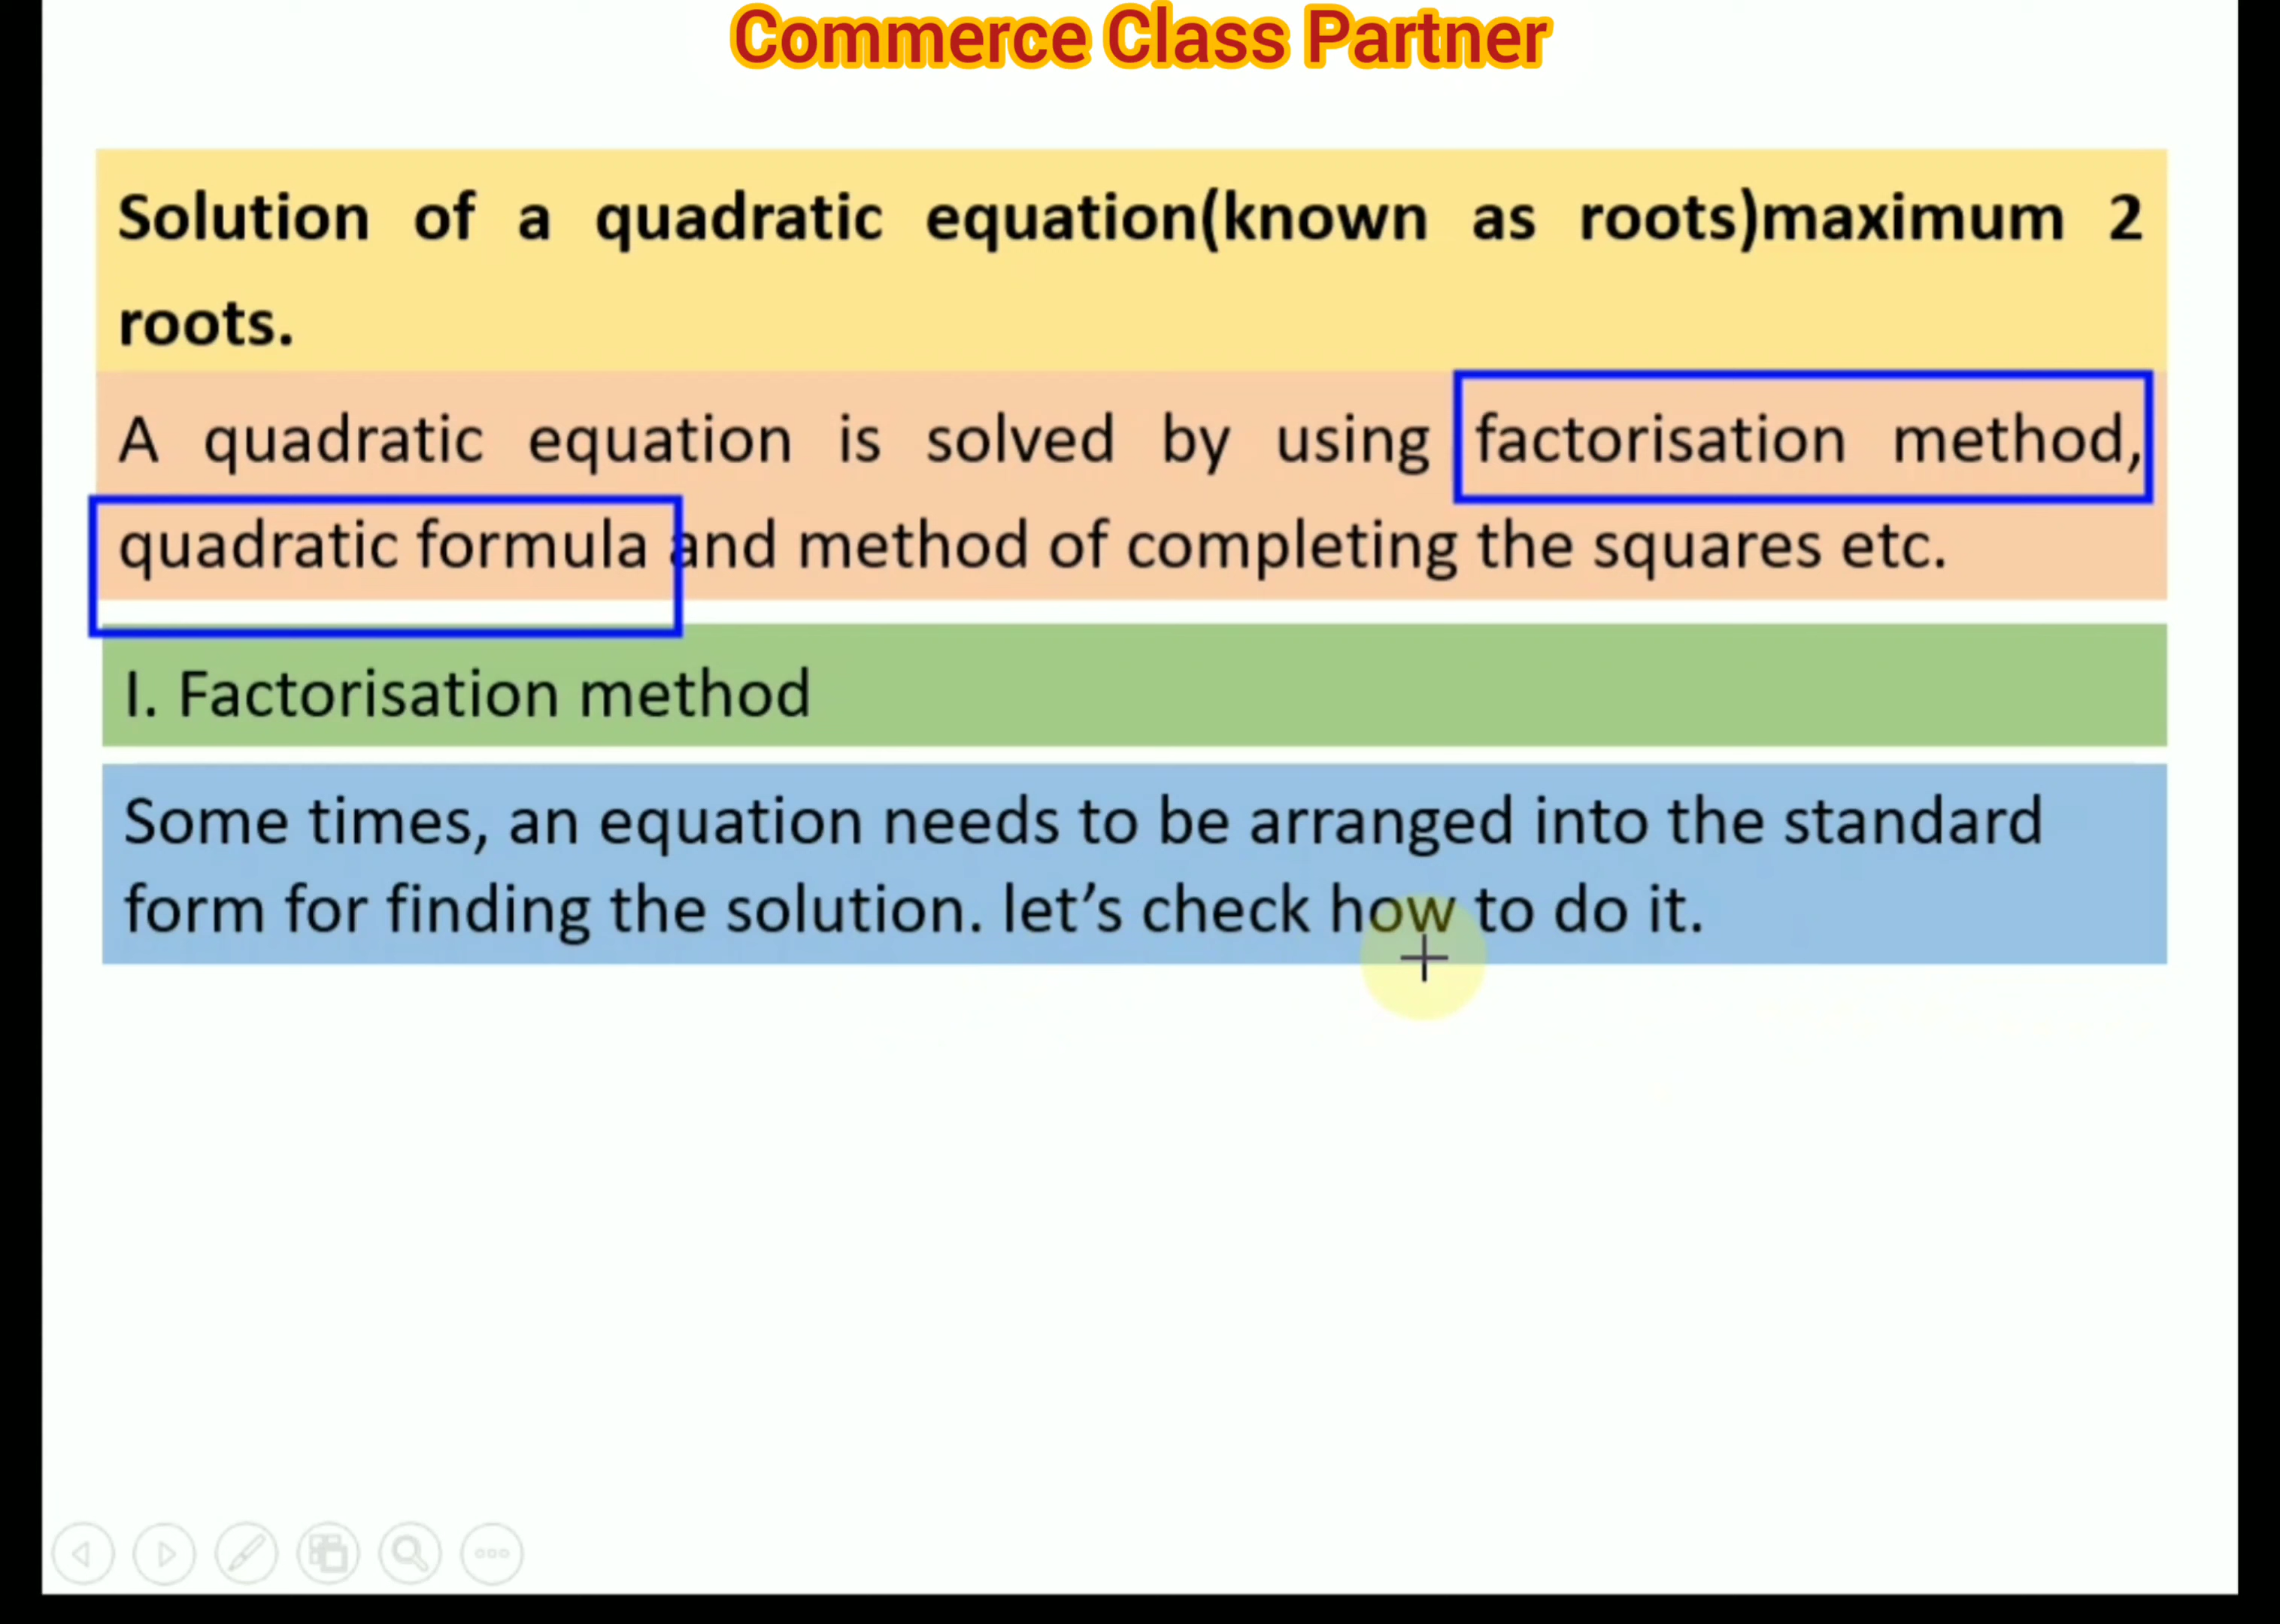 Commerce Class Partner
Solution of a quadratic equation(known as roots)maximum 2
roots.
A quadratic equation is solved by using factorisation method,
quadratic formula and method of completing the squares etc.
I. Factorisation method
Some times, an equation needs to be arranged into the standard
form for finding the solution. let’s check how to do it.